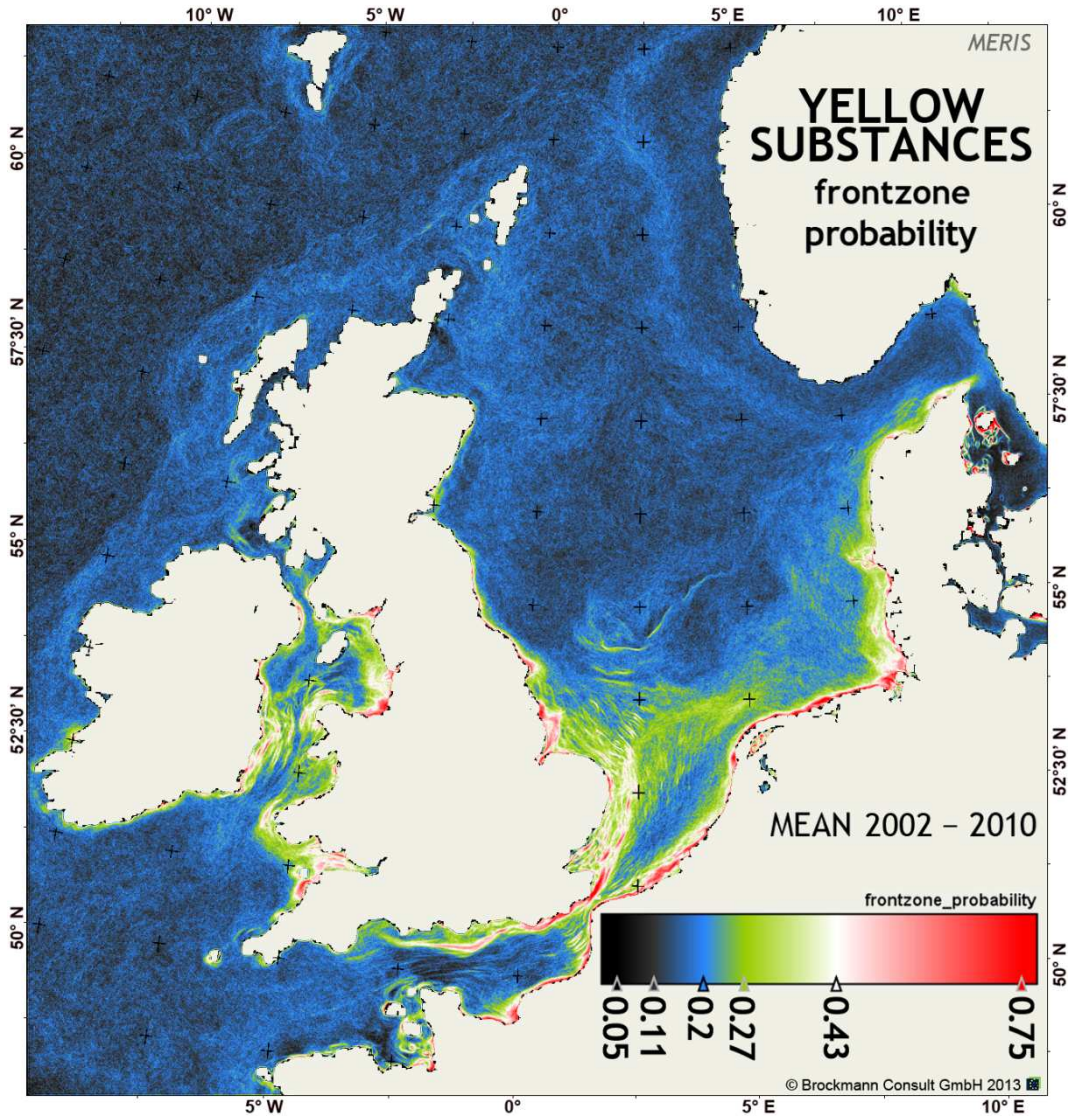 10° W 5° W 0° 5° E 10° E
MERIS
YELLOW
SUBSTANCES
frontzone
probability
60° N
60° N
57°30' N
57°30' N
55° N
55° N
52°30' N
52°30' N
MEAN 2002 – 2010
frontzone_probability
50° N
50° N
0.05 0.11 0.2 0.27 0.43 0.75
© Brockmann Consult GmbH 2013
5° W 0° 5° E 10° E